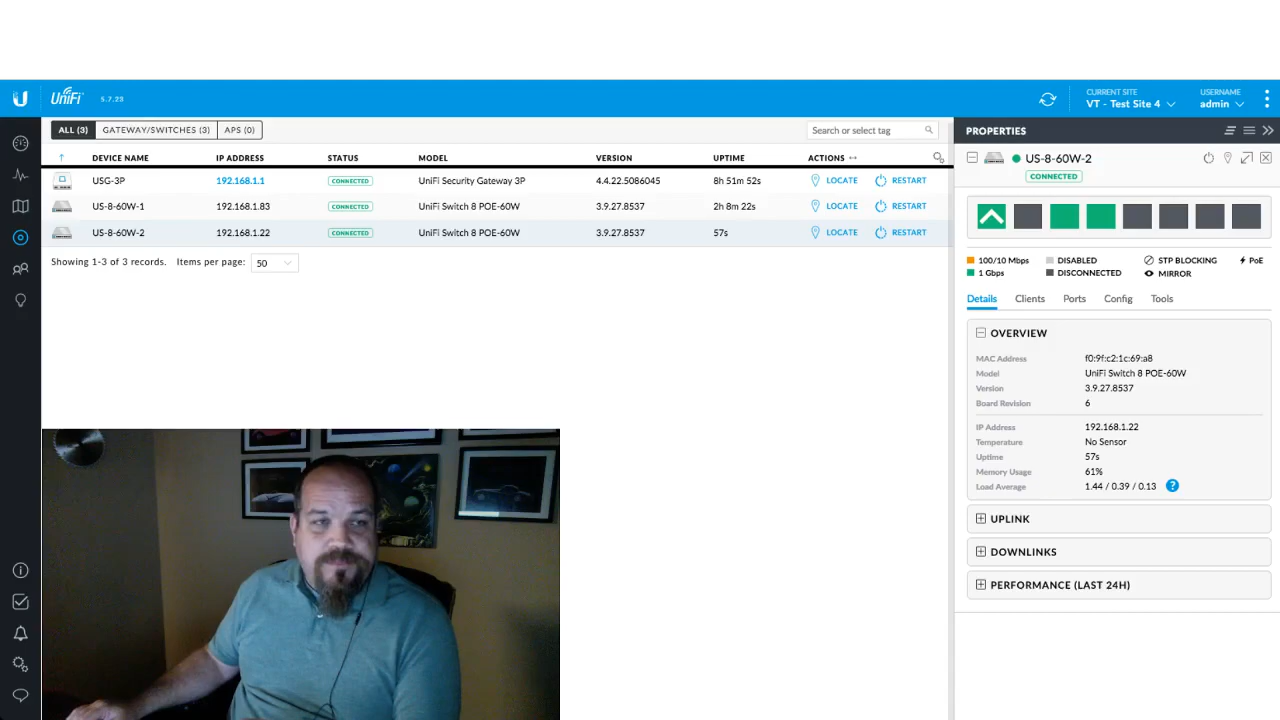 UniFi 5.7.23
CURRENT SITE
VT - Test Site 4
USERNAME
admin
ALL (3) GATEWAY/SWITCHES (3) APS (0)
Search or select tag
DEVICE NAME IP ADDRESS STATUS MODEL VERSION UPTIME ACTIONS
USG-3P 192.168.1.1 CONNECTED UniFi Security Gateway 3P 4.4.22.5086045 8h 51m 52s LOCATE RESTART
US-8-60W-1 192.168.1.83 CONNECTED UniFi Switch 8 POE-60W 3.9.27.8537 2h 8m 22s LOCATE RESTART
US-8-60W-2 192.168.1.22 CONNECTED UniFi Switch 8 POE-60W 3.9.27.8537 57s LOCATE RESTART
Showing 1-3 of 3 records. Items per page: 50
PROPERTIES
US-8-60W-2
CONNECTED
100/10 Mbps DISABLED STP BLOCKING PoE
1 Gbps DISCONNECTED MIRROR
Details Clients Ports Config Tools
OVERVIEW
MAC Address f0:9f:c2:1c:69:a8
Model UniFi Switch 8 POE-60W
Version 3.9.27.8537
Board Revision 6
IP Address 192.168.1.22
Temperature No Sensor
Uptime 57s
Memory Usage 61%
Load Average 1.44 / 0.39 / 0.13 ?
UPLINK
DOWNLINKS
PERFORMANCE (LAST 24H)